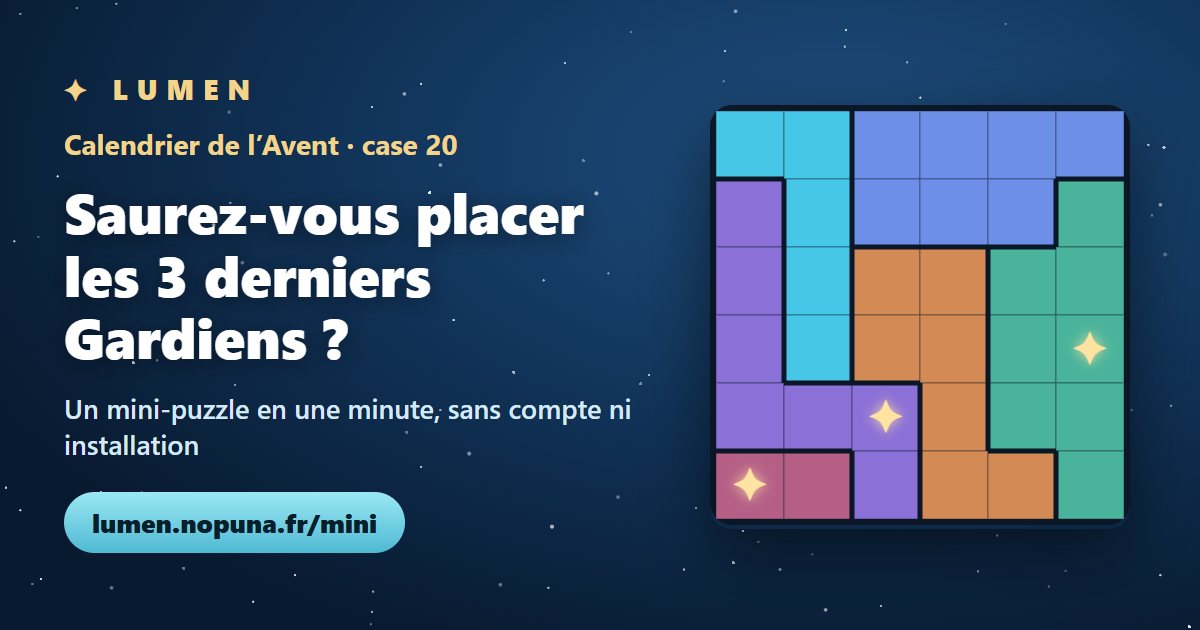 ✦ LUMEN
Calendrier de l’Avent · case 20
Saurez-vous placer
les 3 derniers
Gardiens ?
Un mini-puzzle en une minute, sans compte ni
installation
lumen.nopuna.fr/mini